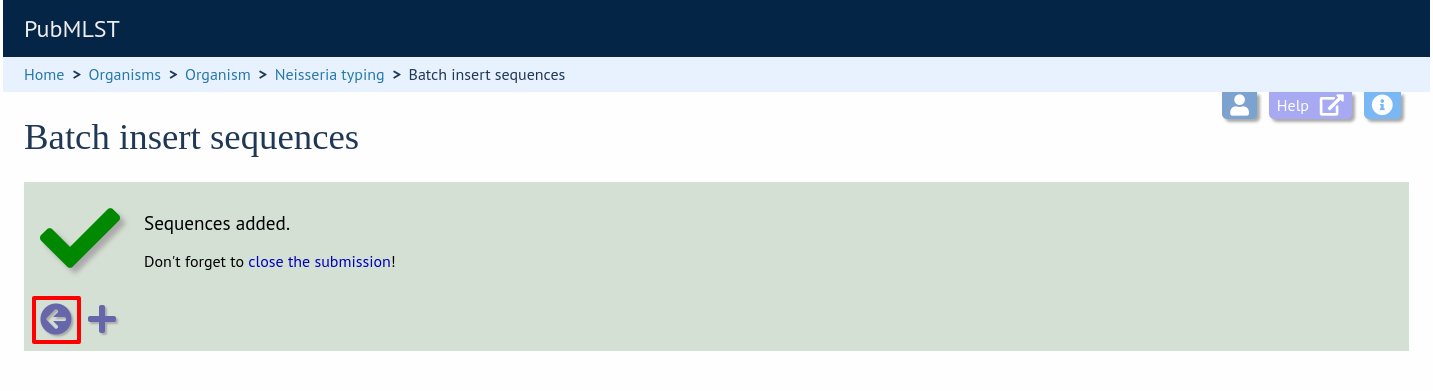 PubMLST
Home > Organisms > Organism > Neisseria typing > Batch insert sequences
Help
Batch insert sequences
Sequences added.
Don't forget to close the submission!